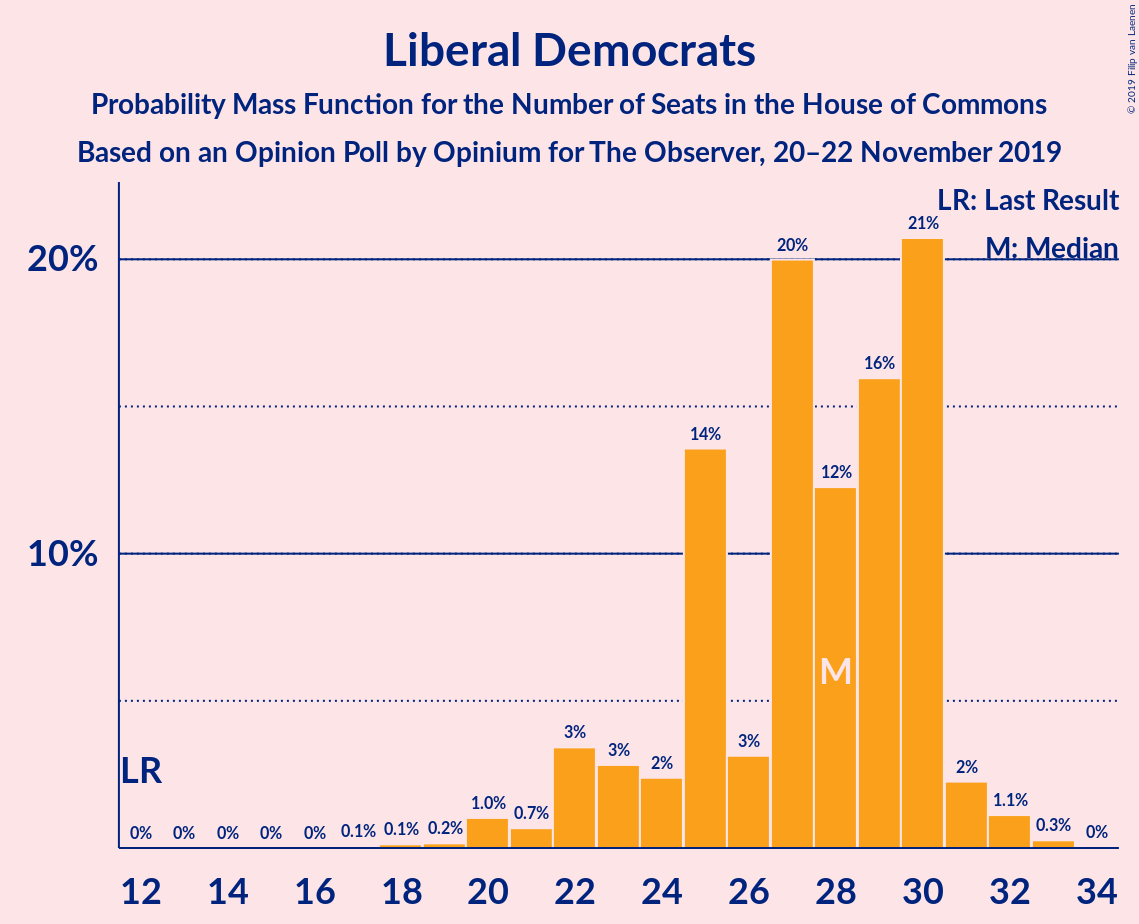 Liberal Democrats
Probability Mass Function for the Number of Seats in the House of Commons
Based on an Opinion Poll by Opinium for The Observer, 20–22 November 2019
© 2019 Filip van Laenen
LR: Last Result
M: Median
20%
10%
LR
M
0% 0% 0% 0% 0% 0.1% 0.1% 0.2% 1.0% 0.7% 3% 3% 2% 14% 3% 20% 12% 16% 21% 2% 1.1% 0.3% 0%
12 14 16 18 20 22 24 26 28 30 32 34